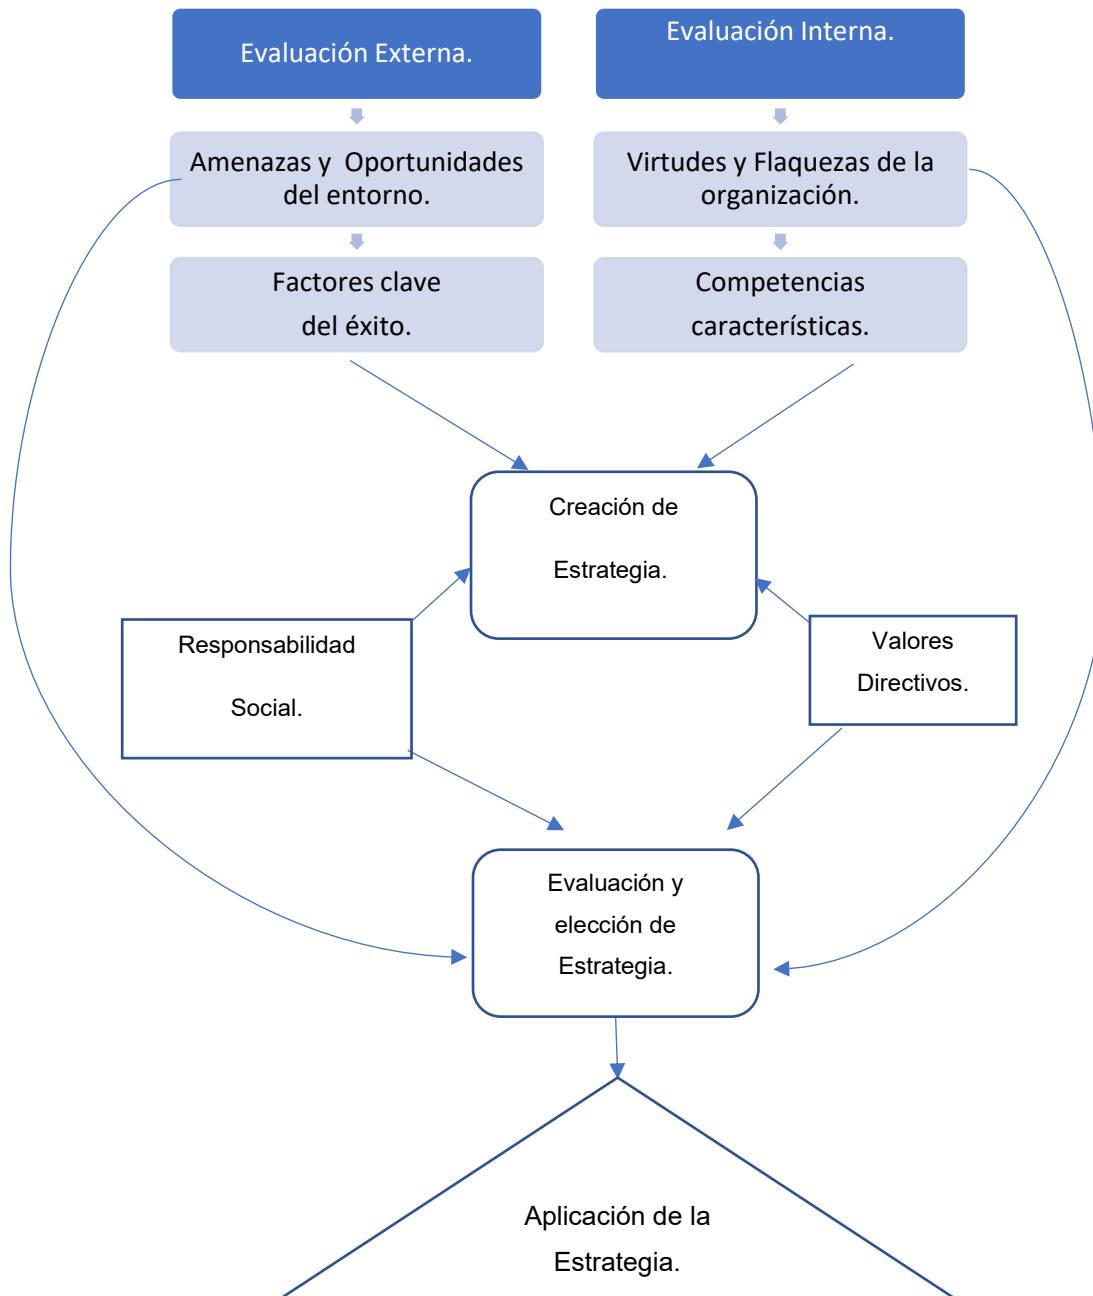 Evaluación Externa.
Evaluación Interna.
Amenazas y Oportunidades
del entorno.
Virtudes y Flaquezas de la
organización.
Factores clave
del éxito.
Competencias
características.
Creación de
Estrategia.
Responsabilidad
Social.
Valores
Directivos.
Evaluación y
elección de
Estrategia.
Aplicación de la
Estrategia.